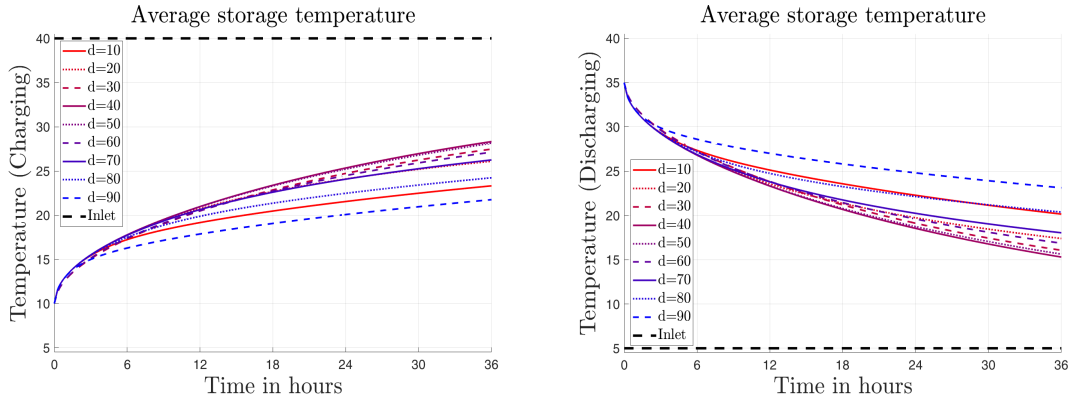 Average storage temperature
Temperature (Charging)
40
35
30
25
20
15
10
5
d=10
d=20
d=30
d=40
d=50
d=60
d=70
d=80
d=90
Inlet
0 6 12 18 24 30 36
Time in hours
Average storage temperature
Temperature (Discharging)
40
35
30
25
20
15
10
5
d=10
d=20
d=30
d=40
d=50
d=60
d=70
d=80
d=90
Inlet
0 6 12 18 24 30 36
Time in hours